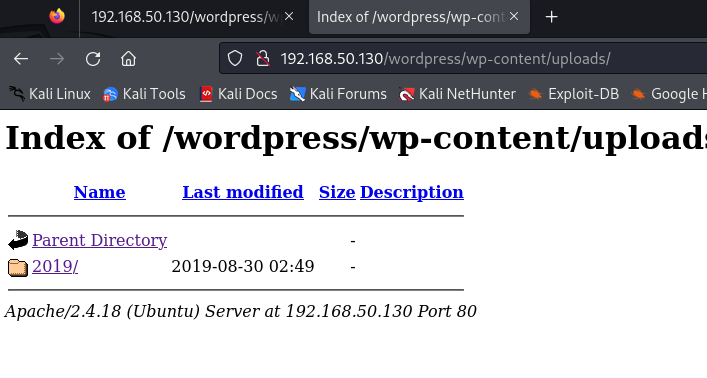 192.168.50.130/wordpress/w
Index of /wordpress/wp-cont
192.168.50.130/wordpress/wp-content/uploads/
Kali Linux Kali Tools Kali Docs Kali Forums Kali NetHunter Exploit-DB Google H
Index of /wordpress/wp-content/uploads
Name Last modified Size Description
Parent Directory -
2019/ 2019-08-30 02:49 -
Apache/2.4.18 (Ubuntu) Server at 192.168.50.130 Port 80